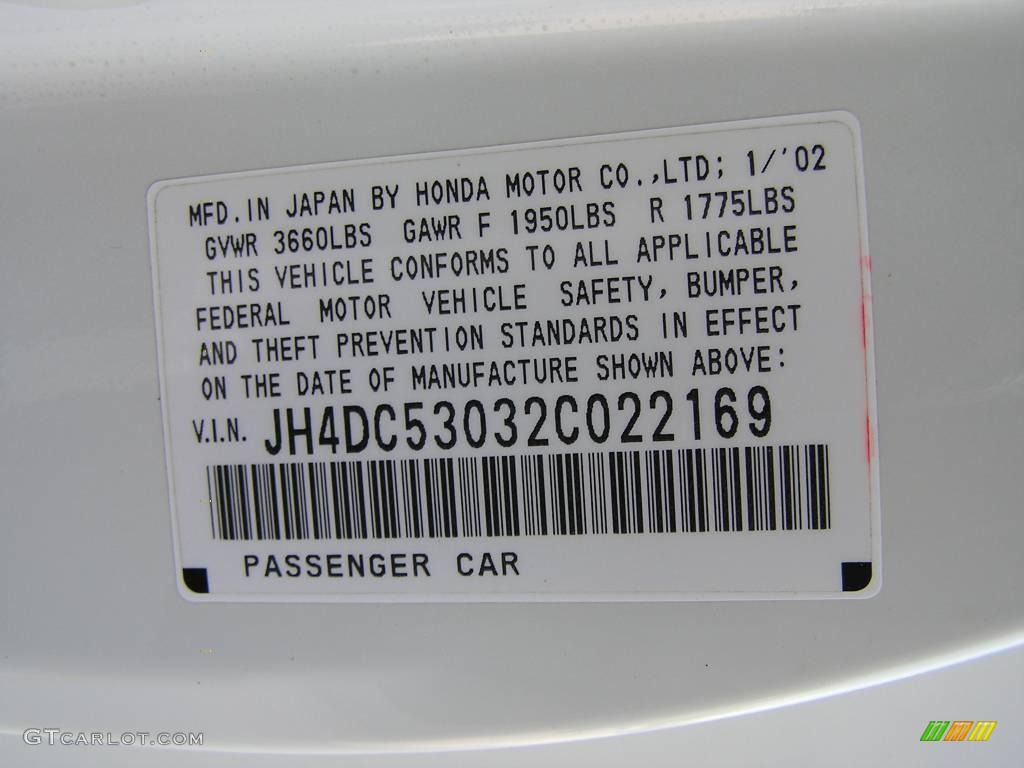 MFD.IN JAPAN BY HONDA MOTOR CO.,LTD; 1/'02
GVWR 3660LBS GAWR F 1950LBS R 1775LBS
THIS VEHICLE CONFORMS TO ALL APPLICABLE
FEDERAL MOTOR VEHICLE SAFETY, BUMPER,
AND THEFT PREVENTION STANDARDS IN EFFECT
ON THE DATE OF MANUFACTURE SHOWN ABOVE:
V.I.N. JH4DC53032C022169
PASSENGER CAR
GTCARLOT.COM